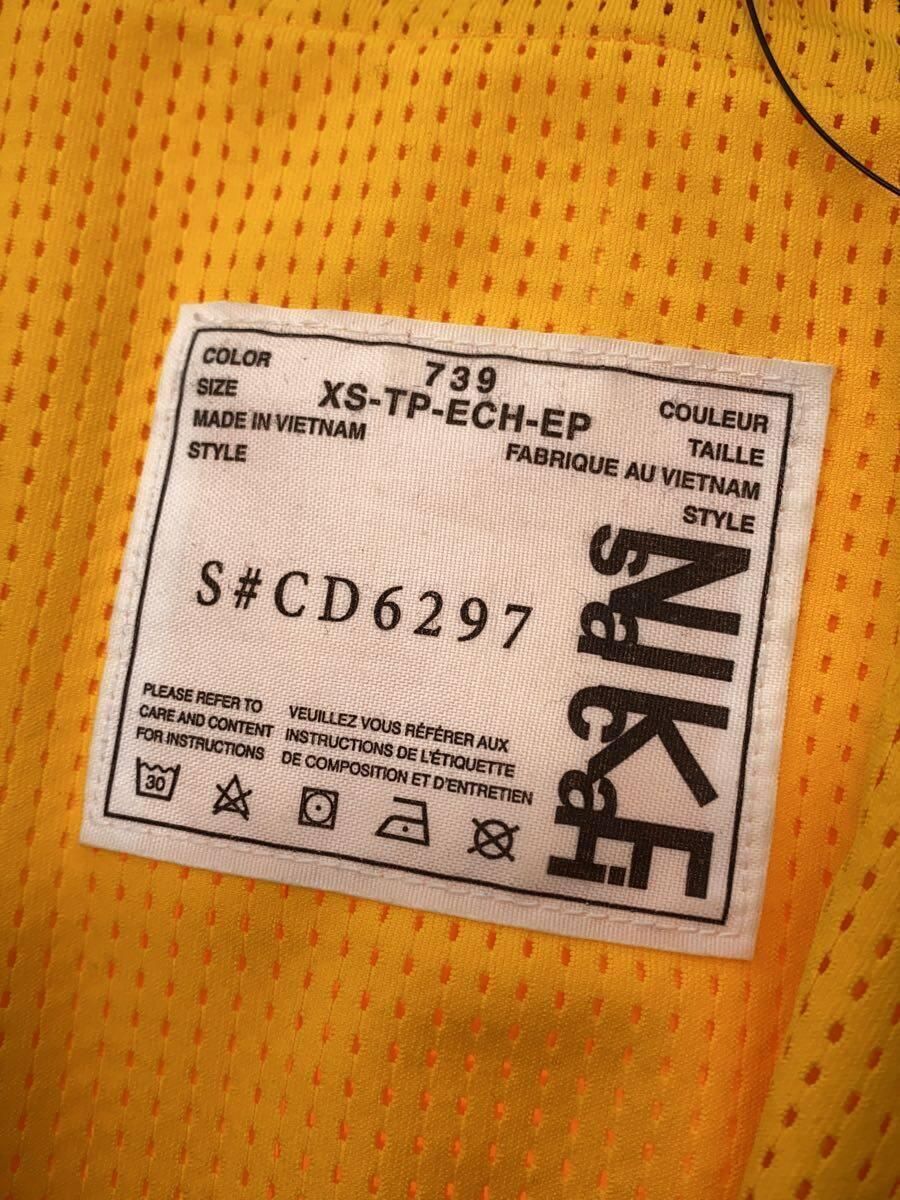 COLOR 739 COULEUR
SIZE XS-TP-ECH-EP TAILLE
MADE IN VIETNAM FABRIQUE AU VIETNAM
STYLE STYLE
S#CD6297
PLEASE REFER TO
CARE AND CONTENT
FOR INSTRUCTIONS
VEUILLEZ VOUS RÉFÉRER AUX
INSTRUCTIONS DE L'ÉTIQUETTE
DE COMPOSITION ET D'ENTRETIEN
30
NIKE
sacai